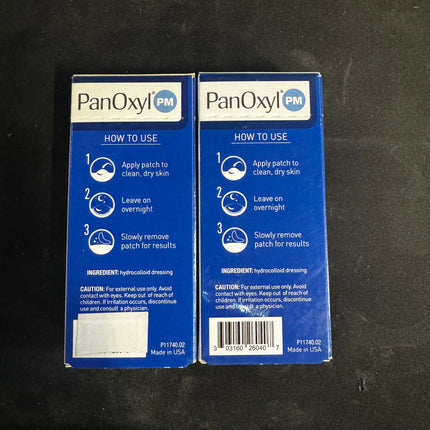 PanOxyl® PM
HOW TO USE
1 Apply patch to
clean, dry skin
2 Leave on
overnight
3 Slowly remove
patch for results
INGREDIENT: hydrocolloid dressing
CAUTION: For external use only. Avoid
contact with eyes. Keep out of reach of
children. If irritation occurs, discontinue
use and consult a physician.
P11740.02
Made in USA
PanOxyl® PM
HOW TO USE
1 Apply patch to
clean, dry skin
2 Leave on
overnight
3 Slowly remove
patch for results
INGREDIENT: hydrocolloid dressing
CAUTION: For external use only. Avoid
contact with eyes. Keep out of reach of
children. If irritation occurs, discontinue
use and consult a physician.
3 03160 26040 7
P11740.02
Made in USA